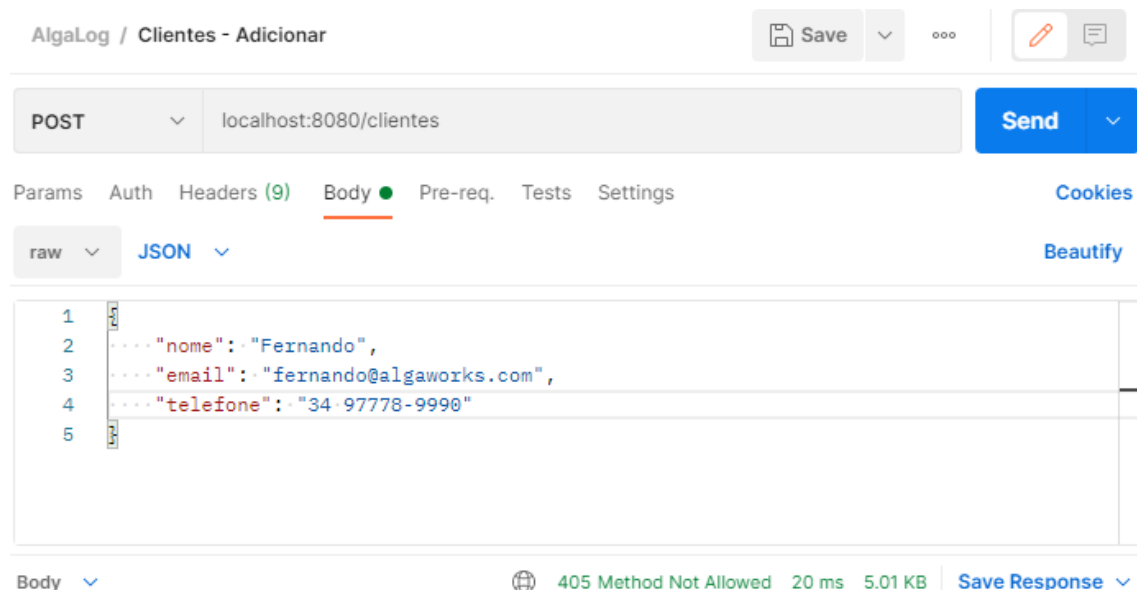 AlgaLog / Clientes - Adicionar Save ooo
POST localhost:8080/clientes Send
Params Auth Headers (9) Body Pre-req. Tests Settings Cookies
raw JSON Beautify
1 {
2 "nome": "Fernando",
3 "email": "fernando@algaworks.com",
4 "telefone": "34 97778-9990"
5 }
Body 405 Method Not Allowed 20 ms 5.01 KB Save Response